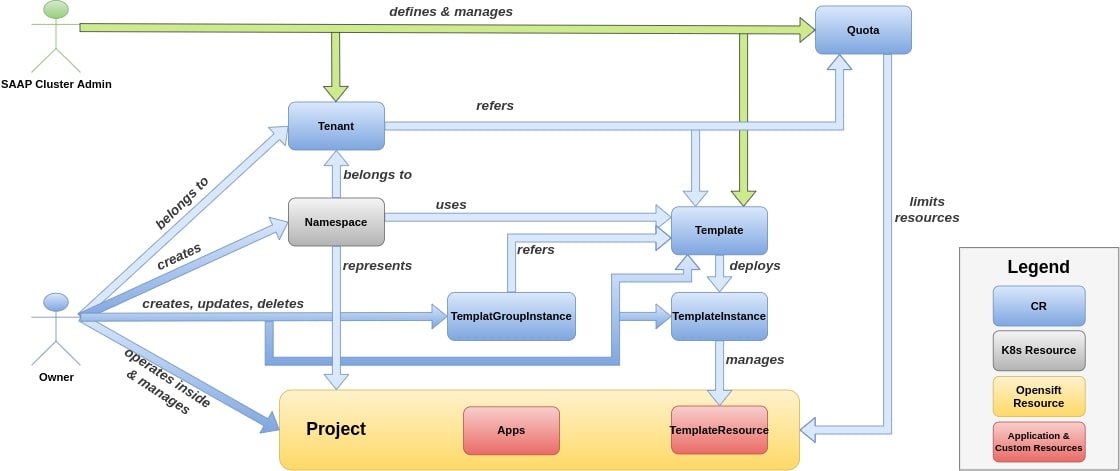 defines & manages
Quota
SAAP Cluster Admin
refers
Tenant
belongs to
belongs to
limits
resources
uses
Namespace
Template
creates
refers
represents
deploys
Legend
creates, updates, deletes
CR
TemplatGroupInstance
TemplateInstance
K8s Resource
Owner
operates inside
& manages
manages
Opensift
Resource
Project
Apps
TemplateResource
Application &
Custom Resources